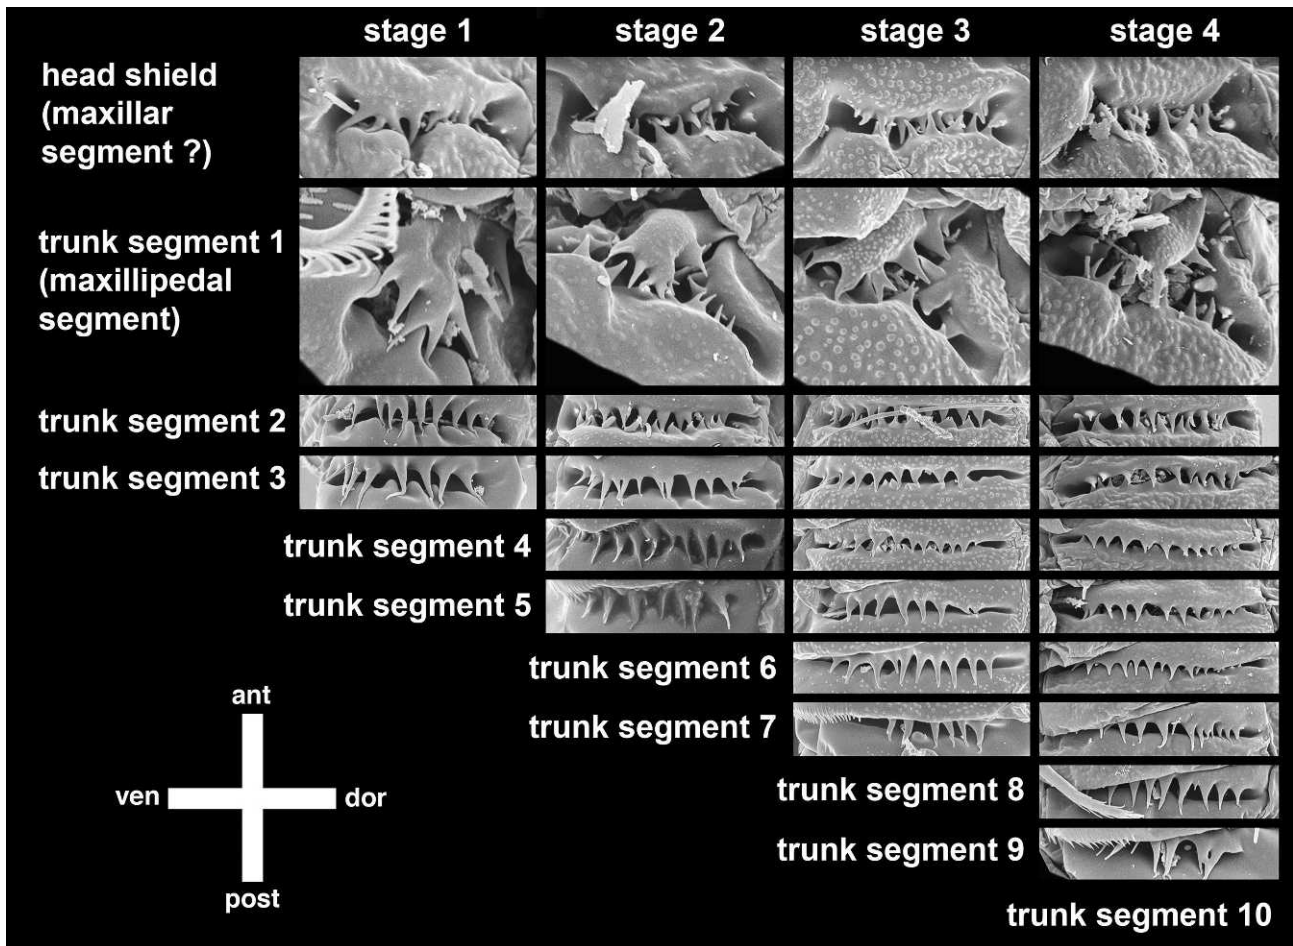 stage 1 stage 2 stage 3 stage 4
head shield
(maxillar
segment ?)
trunk segment 1
(maxillipedal
segment)
trunk segment 2
trunk segment 3
trunk segment 4
trunk segment 5
trunk segment 6
ant
trunk segment 7
ven dor
trunk segment 8
trunk segment 9
post
trunk segment 10